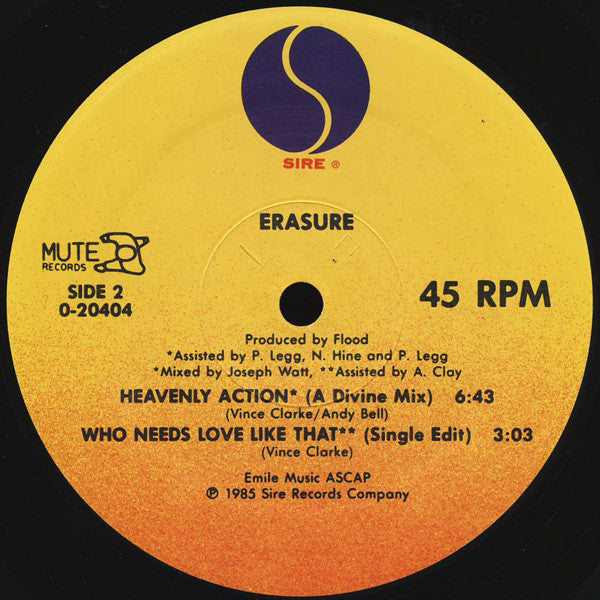 SIRE ®
ERASURE
MUTE
RECORDS
SIDE 2
0-20404
45 RPM
Produced by Flood
*Assisted by P. Legg, N. Hine and P. Legg
*Mixed by Joseph Watt, **Assisted by A. Clay
HEAVENLY ACTION* (A Divine Mix) 6:43
(Vince Clarke/Andy Bell)
WHO NEEDS LOVE LIKE THAT** (Single Edit) 3:03
(Vince Clarke)
Emile Music ASCAP
℗ 1985 Sire Records Company